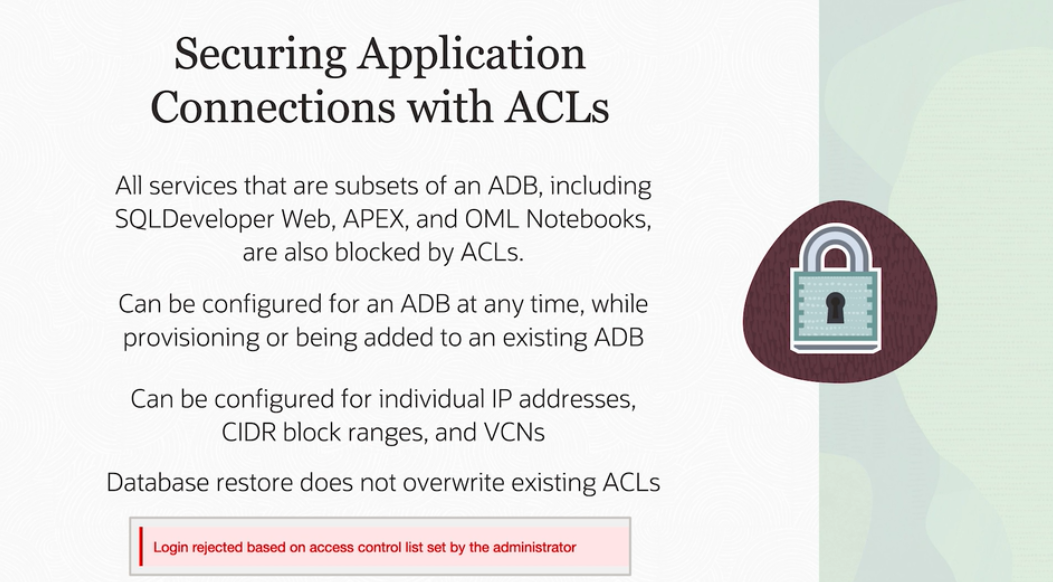 Securing Application
Connections with ACLs
All services that are subsets of an ADB, including
SQLDeveloper Web, APEX, and OML Notebooks,
are also blocked by ACLs.
Can be configured for an ADB at any time, while
provisioning or being added to an existing ADB
Can be configured for individual IP addresses,
CIDR block ranges, and VCNs
Database restore does not overwrite existing ACLs
Login rejected based on access control list set by the administrator